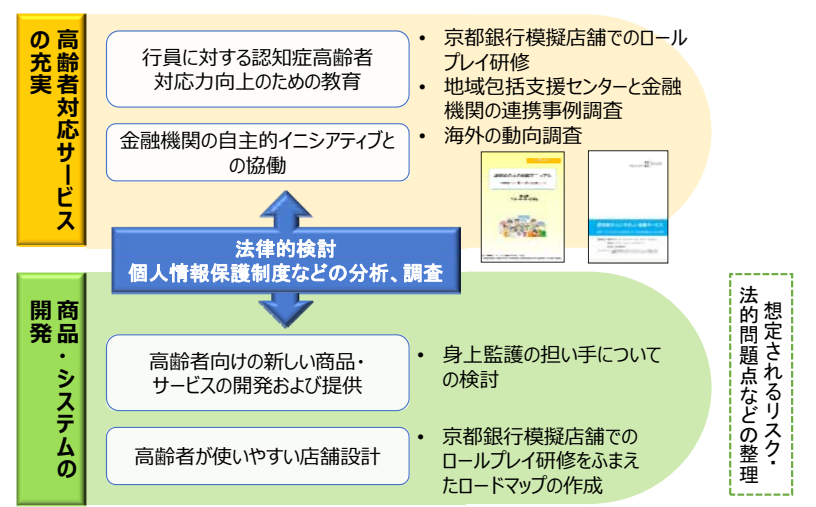 高齢者対応サービス
の充実
行員に対する認知症高齢者
対応力向上のための教育
金融機関の自主的イニシアティブと
の協働
• 京都銀行模擬店舗でのロール
プレイ研修
• 地域包括支援センターと金融
機関の連携事例調査
• 海外の動向調査
法律的検討
個人情報保護制度などの分析、調査
商品・システムの
開発
高齢者向けの新しい商品・
サービスの開発および提供
高齢者が使いやすい店舗設計
• 身上監護の担い手について
の検討
• 京都銀行模擬店舗での
ロールプレイ研修をふまえ
たロードマップの作成
想定されるリスク・
法的問題点などの整理